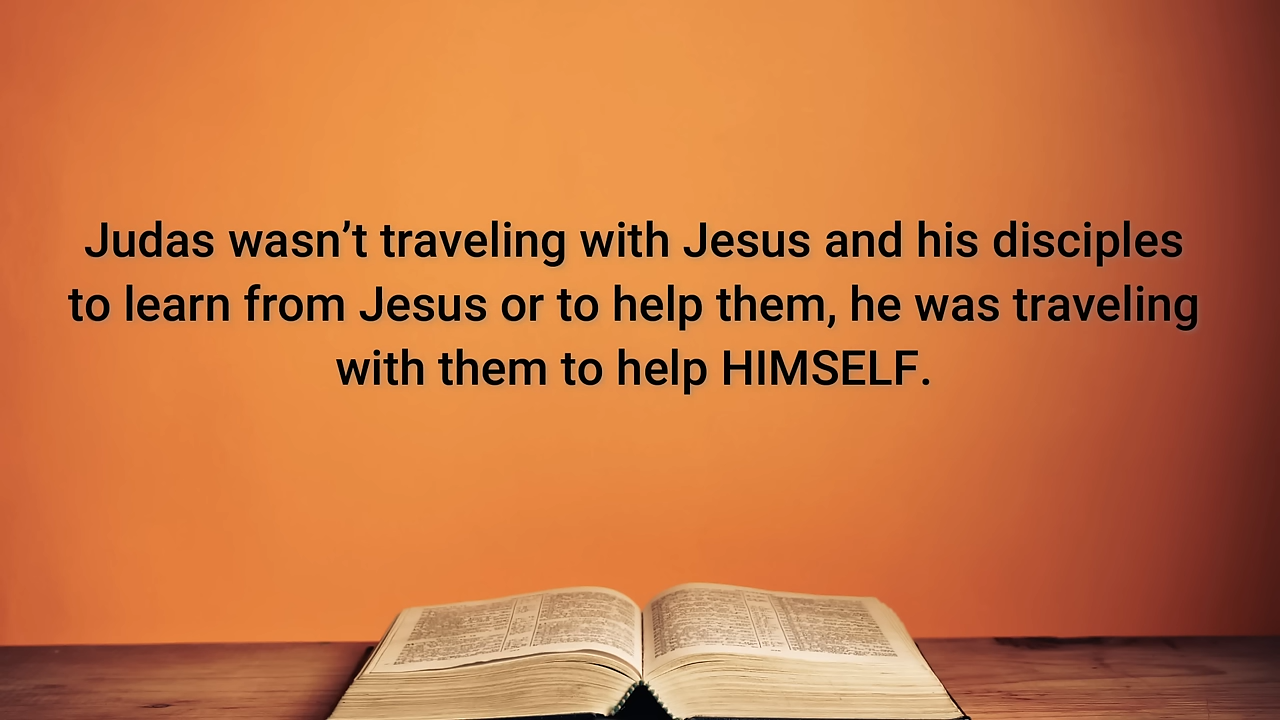 Judas wasn’t traveling with Jesus and his disciples
to learn from Jesus or to help them, he was traveling
with them to help HIMSELF.